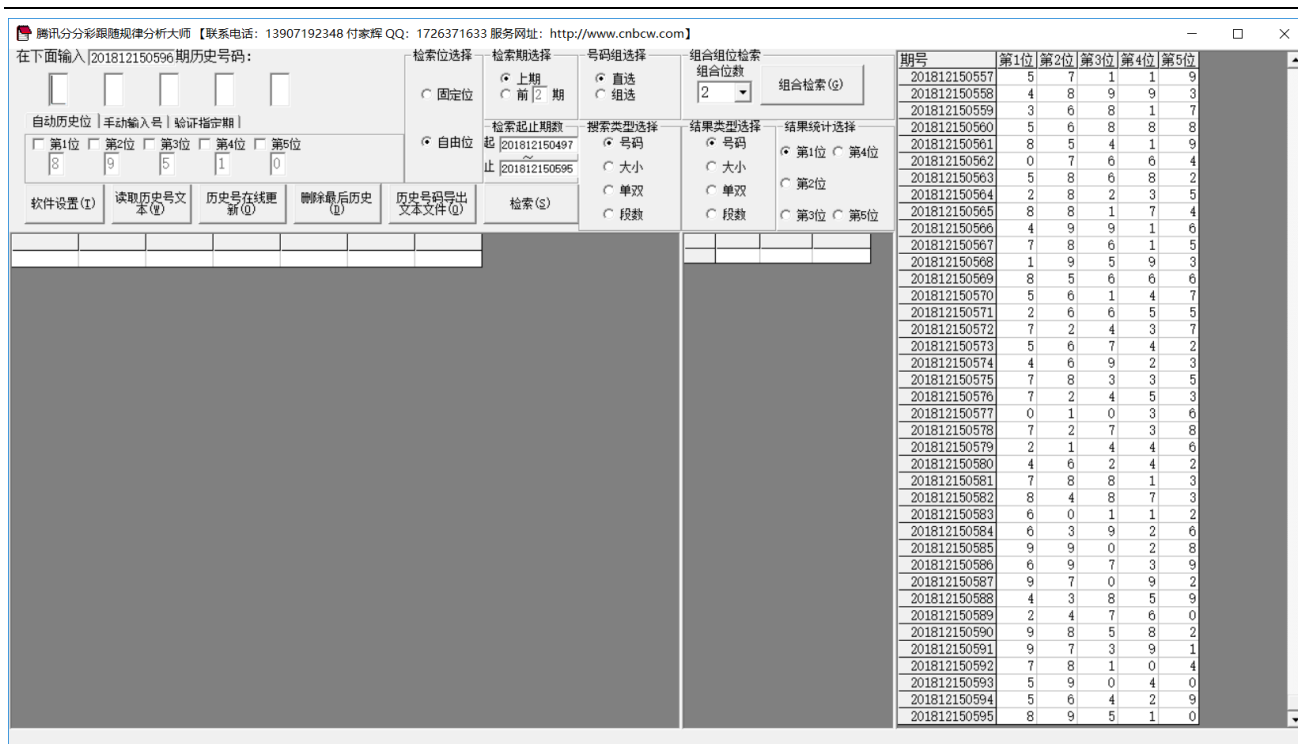 腾讯分分彩跟随规律分析大师 【联系电话：13907192348 付家辉 QQ：1726371633 服务网址：http://www.cnbcw.com】
在下面输入 201812150596 期历史号码：
自动历史位 手动输入号 验证指定期
第1位 第2位 第3位 第4位 第5位
8 9 5 1 0
软件设置(I) 读取历史号文本(W) 历史号在线更新(O) 删除最后历史(D) 历史号码导出文本文件(Q)
检索位选择
固定位
自由位
检索期选择
上期
前 2 期
检索起止期数
起 201812150497
～
止 201812150595
检索(S)
号码组选择
直选
组选
搜索类型选择
号码
大小
单双
段数
组合组位检索
组合位数
2
组合检索(G)
结果类型选择
号码
大小
单双
段数
结果统计选择
第1位 第4位
第2位
第3位 第5位
期号 第1位 第2位 第3位 第4位 第5位
201812150557 5 7 1 1 9
201812150558 4 8 9 9 3
201812150559 3 6 8 1 7
201812150560 5 6 8 8 8
201812150561 8 5 4 1 9
201812150562 0 7 6 6 4
201812150563 5 8 6 8 2
201812150564 2 8 2 3 5
201812150565 8 8 1 7 4
201812150566 4 9 9 1 6
201812150567 7 8 6 1 5
201812150568 1 9 5 9 3
201812150569 8 5 6 6 6
201812150570 5 6 1 4 7
201812150571 2 6 6 5 5
201812150572 7 2 4 3 7
201812150573 5 6 7 4 2
201812150574 4 6 9 2 3
201812150575 7 8 3 3 5
201812150576 7 2 4 5 3
201812150577 0 1 0 3 6
201812150578 7 2 7 3 8
201812150579 2 1 4 4 6
201812150580 4 6 2 4 2
201812150581 7 8 8 1 3
201812150582 8 4 8 7 3
201812150583 6 0 1 1 2
201812150584 6 3 9 2 6
201812150585 9 9 0 2 8
201812150586 6 9 7 3 9
201812150587 9 7 0 9 2
201812150588 4 3 8 5 9
201812150589 2 4 7 6 0
201812150590 9 8 5 8 2
201812150591 9 7 3 9 1
201812150592 7 8 1 0 4
201812150593 5 9 0 4 0
201812150594 5 6 4 2 9
201812150595 8 9 5 1 0